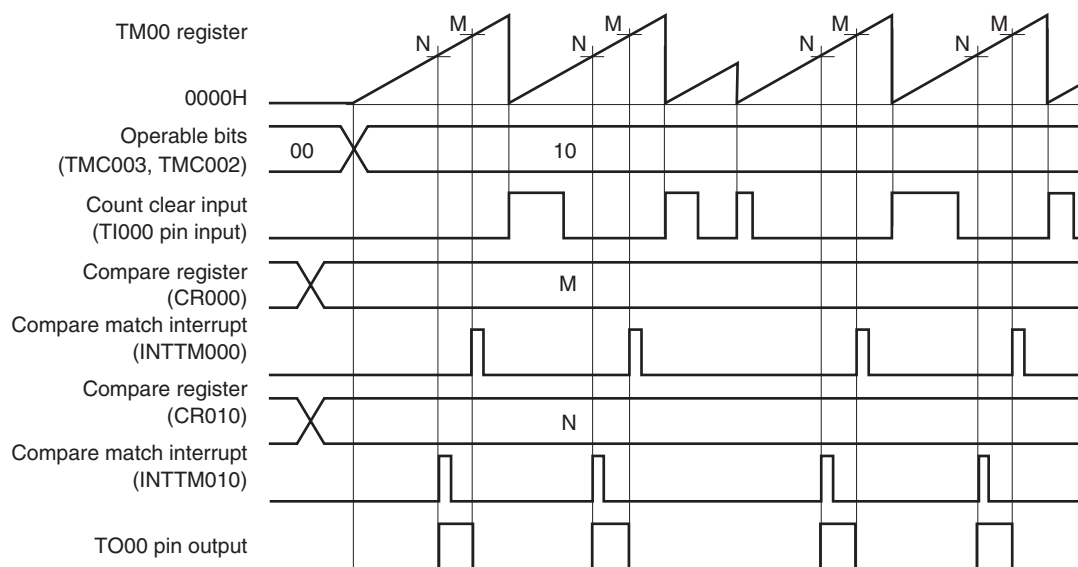 TM00 register
N M N M N M N M
0000H
Operable bits
(TMC003, TMC002)
00 10
Count clear input
(TI000 pin input)
Compare register
(CR000)
M
Compare match interrupt
(INTTM000)
Compare register
(CR010)
N
Compare match interrupt
(INTTM010)
TO00 pin output